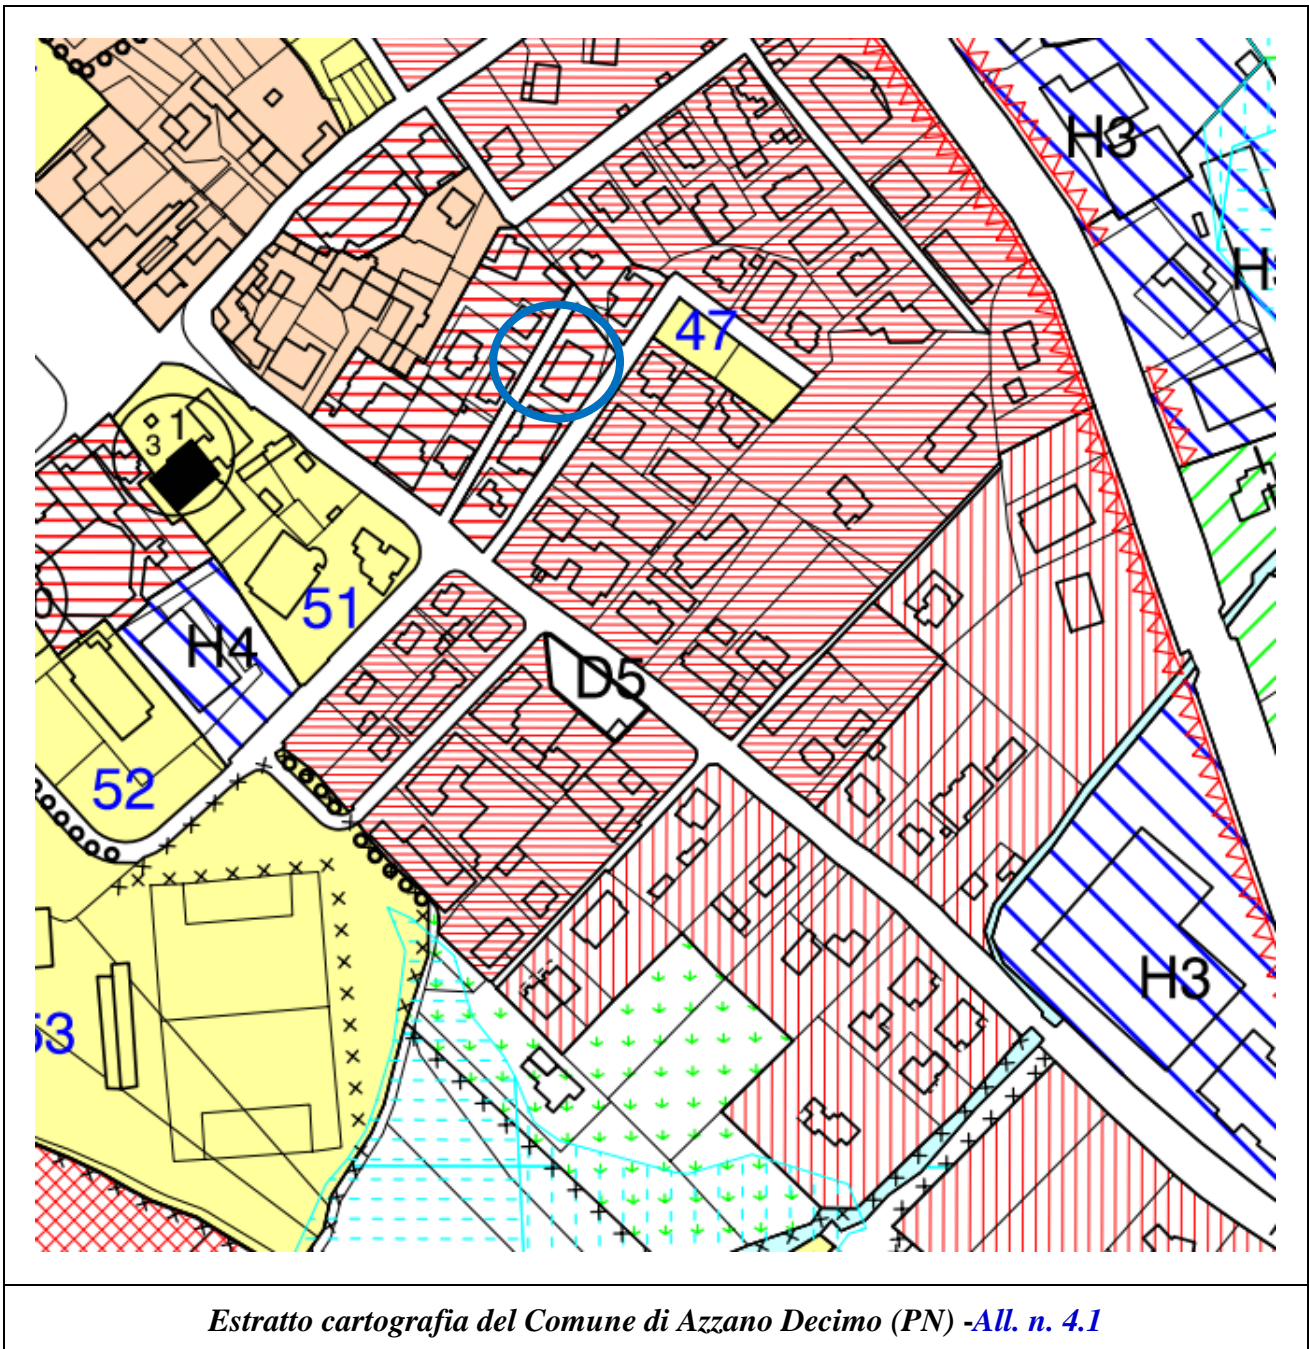 H3
H3
47
1
3
51
H4
D5
52
H3
53
Estratto cartografia del Comune di Azzano Decimo (PN) -All. n. 4.1